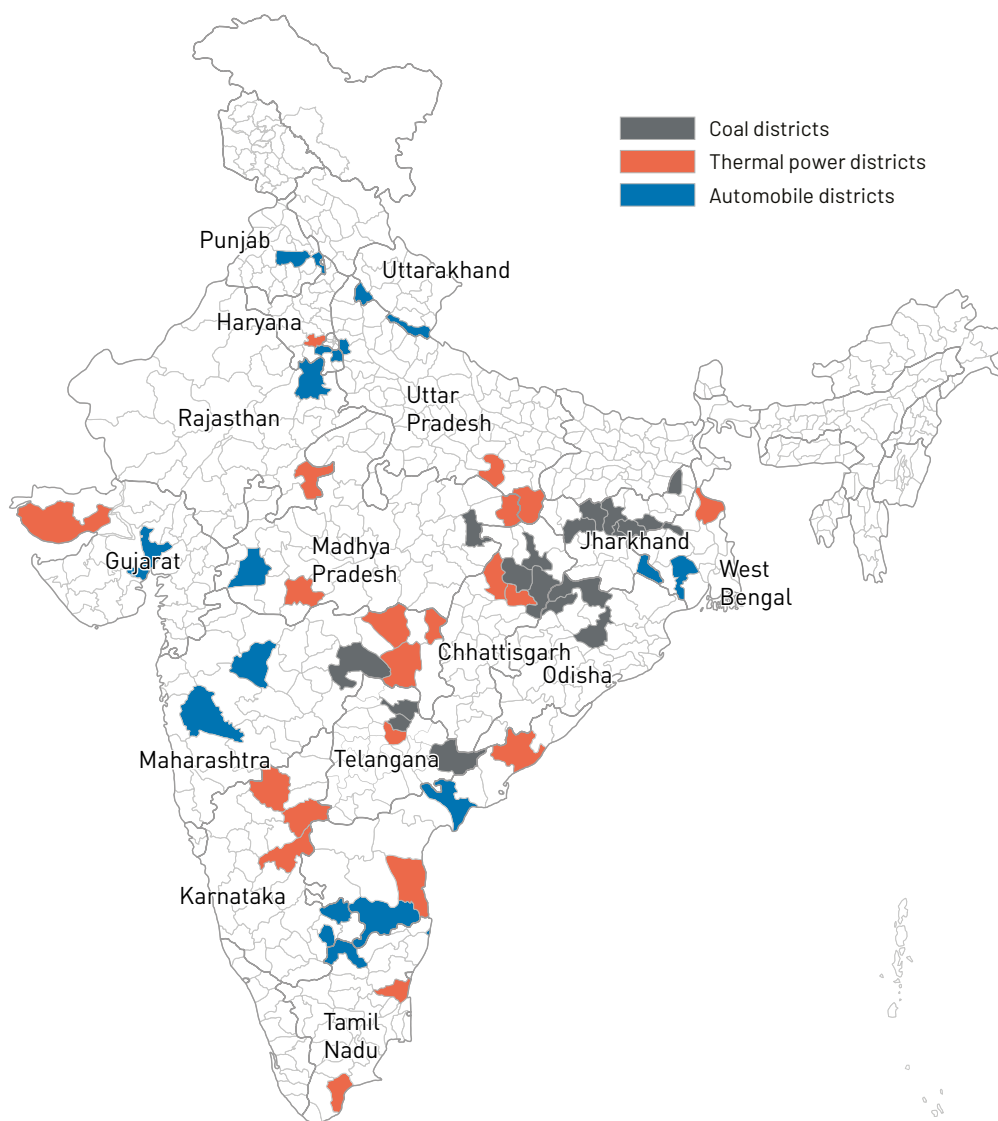 Coal districts
Thermal power districts
Automobile districts
Punjab
Uttarakhand
Haryana
Uttar
Pradesh
Rajasthan
Madhya
Pradesh
Jharkhand
Gujarat
West
Bengal
Chhattisgarh
Odisha
Maharashtra
Telangana
Karnataka
Tamil
Nadu